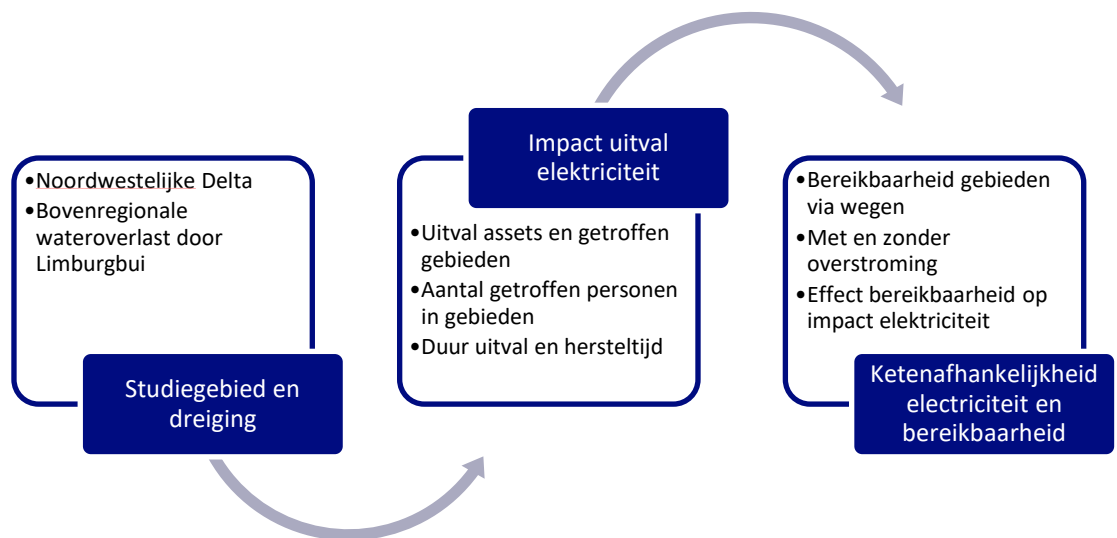 •Noordwestelijke Delta
•Bovenregionale
wateroverlast door
Limburgbui
Studiegebied en
dreiging
Impact uitval
elektriciteit
•Uitval assets en getroffen
gebieden
•Aantal getroffen personen
in gebieden
•Duur uitval en hersteltijd
•Bereikbaarheid gebieden
via wegen
•Met en zonder
overstroming
•Effect bereikbaarheid op
impact elektriciteit
Ketenafhankelijkheid
electriciteit en
bereikbaarheid